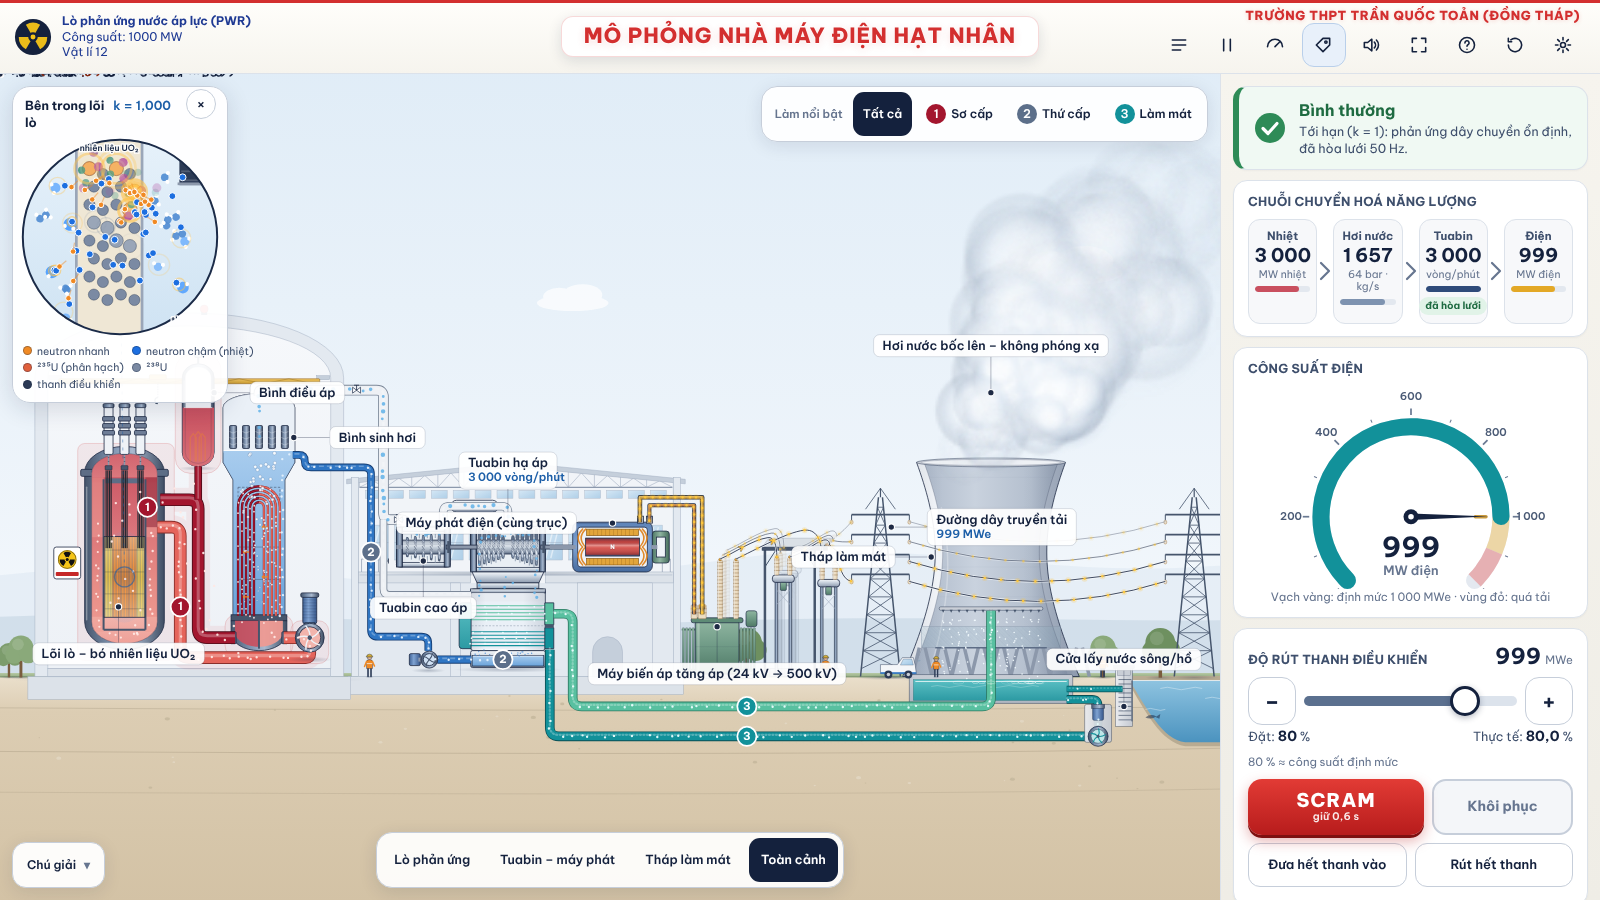 Lò phản ứng nước áp lực (PWR)
Công suất: 1000 MW
Vật lí 12
MÔ PHỎNG NHÀ MÁY ĐIỆN HẠT NHÂN
TRƯỜNG THPT TRẦN QUỐC TOẢN (ĐỒNG THÁP)
Bên trong lõi lò
k = 1,000
×
nhiên liệu UO₂
neutron nhanh
neutron chậm (nhiệt)
²³⁵U (phân hạch)
²³⁸U
thanh điều khiển
Làm nổi bật
Tất cả
1 Sơ cấp
2 Thứ cấp
3 Làm mát
Hơi nước bốc lên – không phóng xạ
Bình điều áp
Bình sinh hơi
Tuabin hạ áp
3 000 vòng/phút
Máy phát điện (cùng trục)
Đường dây truyền tải
999 MWe
Tháp làm mát
Tuabin cao áp
Lõi lò – bó nhiên liệu UO₂
Máy biến áp tăng áp (24 kV → 500 kV)
Cửa lấy nước sông/hồ
1
1
2
2
3
3
N
Chú giải ▾
Lò phản ứng
Tuabin – máy phát
Tháp làm mát
Toàn cảnh
Bình thường
Tới hạn (k = 1): phản ứng dây chuyền ổn định,
đã hòa lưới 50 Hz.
CHUỖI CHUYỂN HOÁ NĂNG LƯỢNG
Nhiệt
3 000
MW nhiệt
Hơi nước
1 657
64 bar ·
kg/s
Tuabin
3 000
vòng/phút
đã hòa lưới
Điện
999
MW điện
CÔNG SUẤT ĐIỆN
200
400
600
800
1 000
999
MW điện
Vạch vàng: định mức 1 000 MWe · vùng đỏ: quá tải
ĐỘ RÚT THANH ĐIỀU KHIỂN
999 MWe
−
+
Đặt: 80 %
Thực tế: 80,0 %
80 % ≈ công suất định mức
SCRAM
giữ 0,6 s
Khôi phục
Đưa hết thanh vào
Rút hết thanh